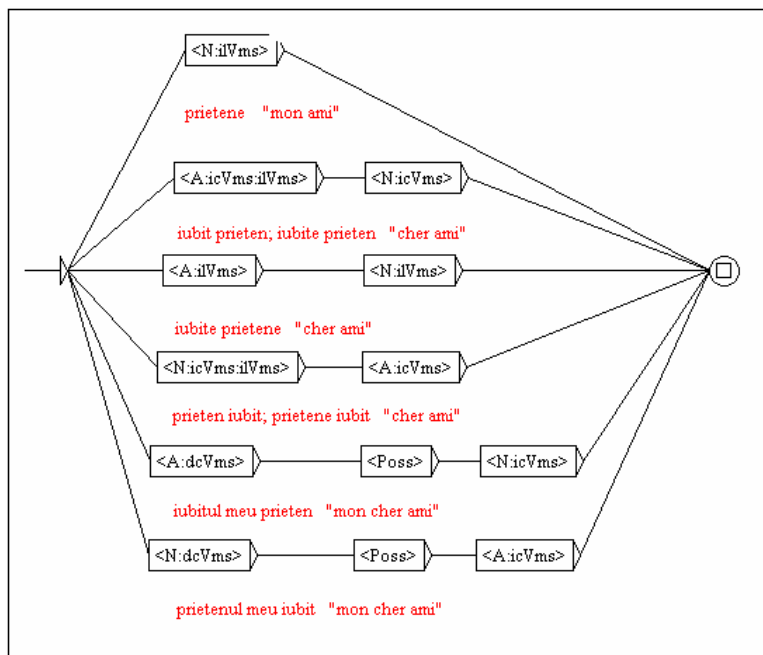 <N:ilVms>
prietene "mon ami"
<A:icVms:ilVms> <N:icVms>
iubit prieten; iubite prieten "cher ami"
<A:ilVms> <N:ilVms>
iubite prietene "cher ami"
<N:icVms:ilVms> <A:icVms>
prieten iubit; prietene iubit "cher ami"
<A:dcVms> <Poss> <N:icVms>
iubitul meu prieten "mon cher ami"
<N:dcVms> <Poss> <A:icVms>
prietenul meu iubit "mon cher ami"